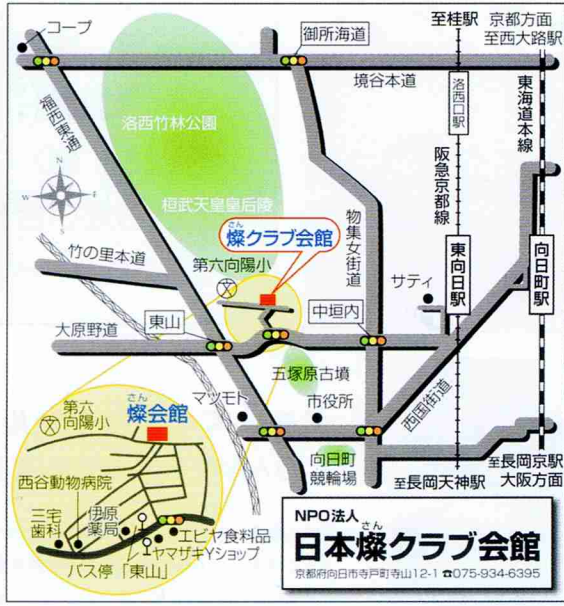 コープ
御所海道
至桂駅
京都方面
至西大路駅
境谷本道
洛西口駅
東海道本線
福西東通
洛西竹林公園
桓武天皇皇后陵
阪急京都線
物集女街道
さん
燦クラブ会館
N
W
E
S
竹の里本道
第六向陽小
文
サティ
東向日駅
向日町駅
大原野道
東山
中垣内
五塚原古墳
マツモト
市役所
西国街道
向日町
競輪場
至長岡天神駅
至長岡京駅
大阪方面
さん
燦会館
文
第六
向陽小
西谷動物病院
三宅
歯科
伊原
薬局
エビヤ食料品
ヤマザキYショップ
バス停「東山」
NPO法人
さん
日本燦クラブ会館
京都府向日市寺戸町寺山12-1 ☎075-934-6395